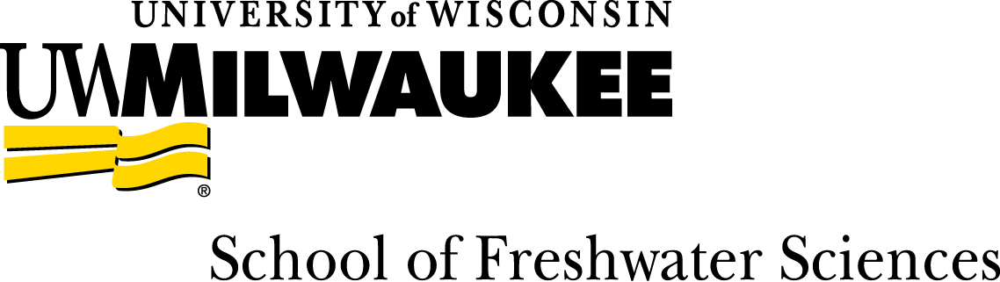 UNIVERSITY of WISCONSIN
UWMILWAUKEE
®
School of Freshwater Sciences